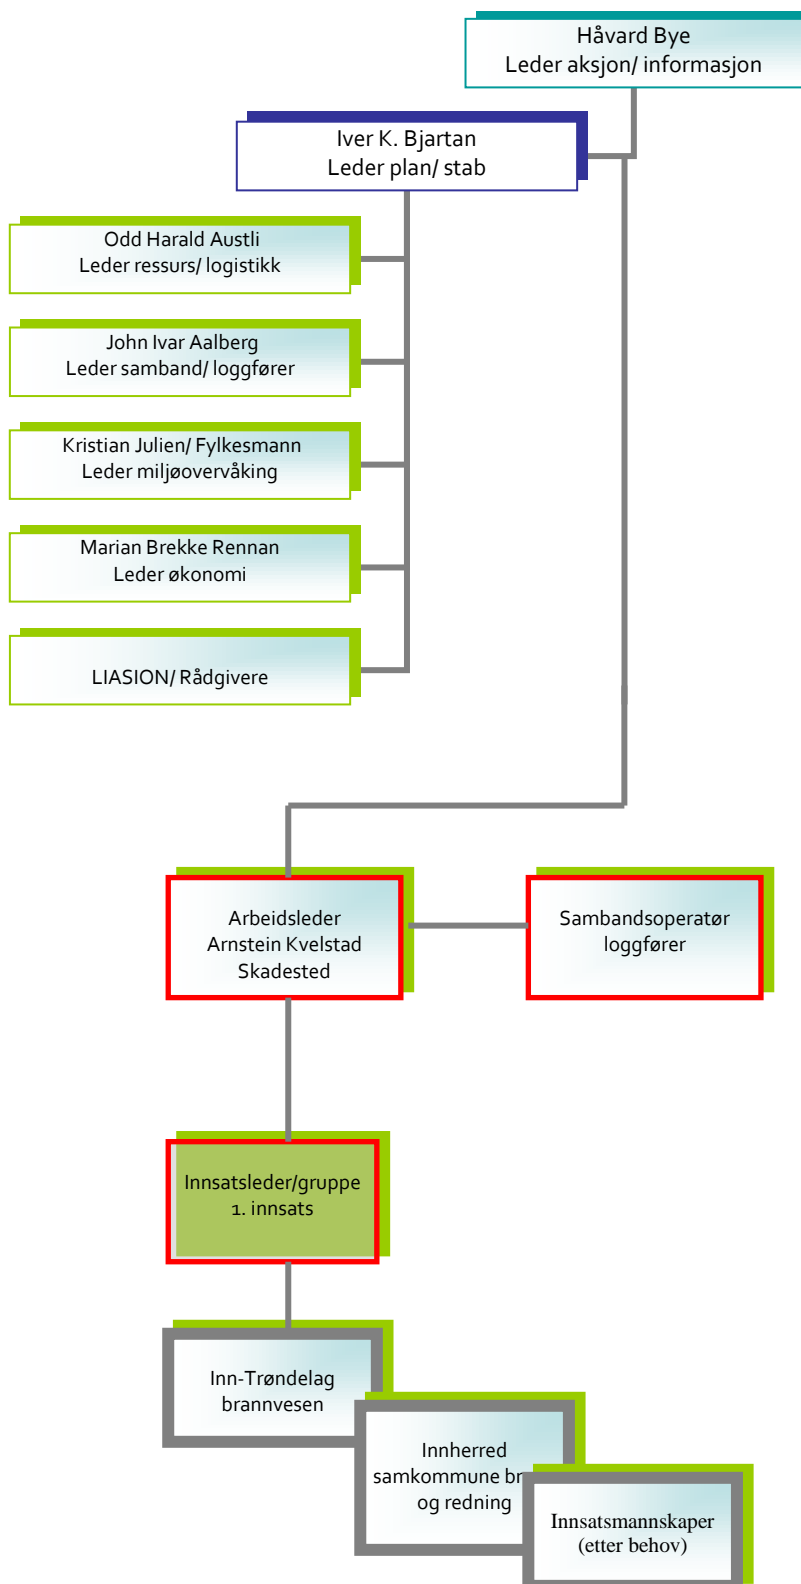 Håvard Bye
Leder aksjon/ informasjon
Iver K. Bjartan
Leder plan/ stab
Odd Harald Austli
Leder ressurs/ logistikk
John Ivar Aalberg
Leder samband/ loggfører
Kristian Julien/ Fylkesmann
Leder miljøovervåking
Marian Brekke Rennan
Leder økonomi
LIASION/ Rådgivere
Arbeidsleder
Arnstein Kvelstad
Skadested
Sambandsoperatør
loggfører
Innsatsleder/gruppe
1. innsats
Inn-Trøndelag
brannvesen
Innherred
samkommune
og redning
Innsatsmannskaper
(etter behov)